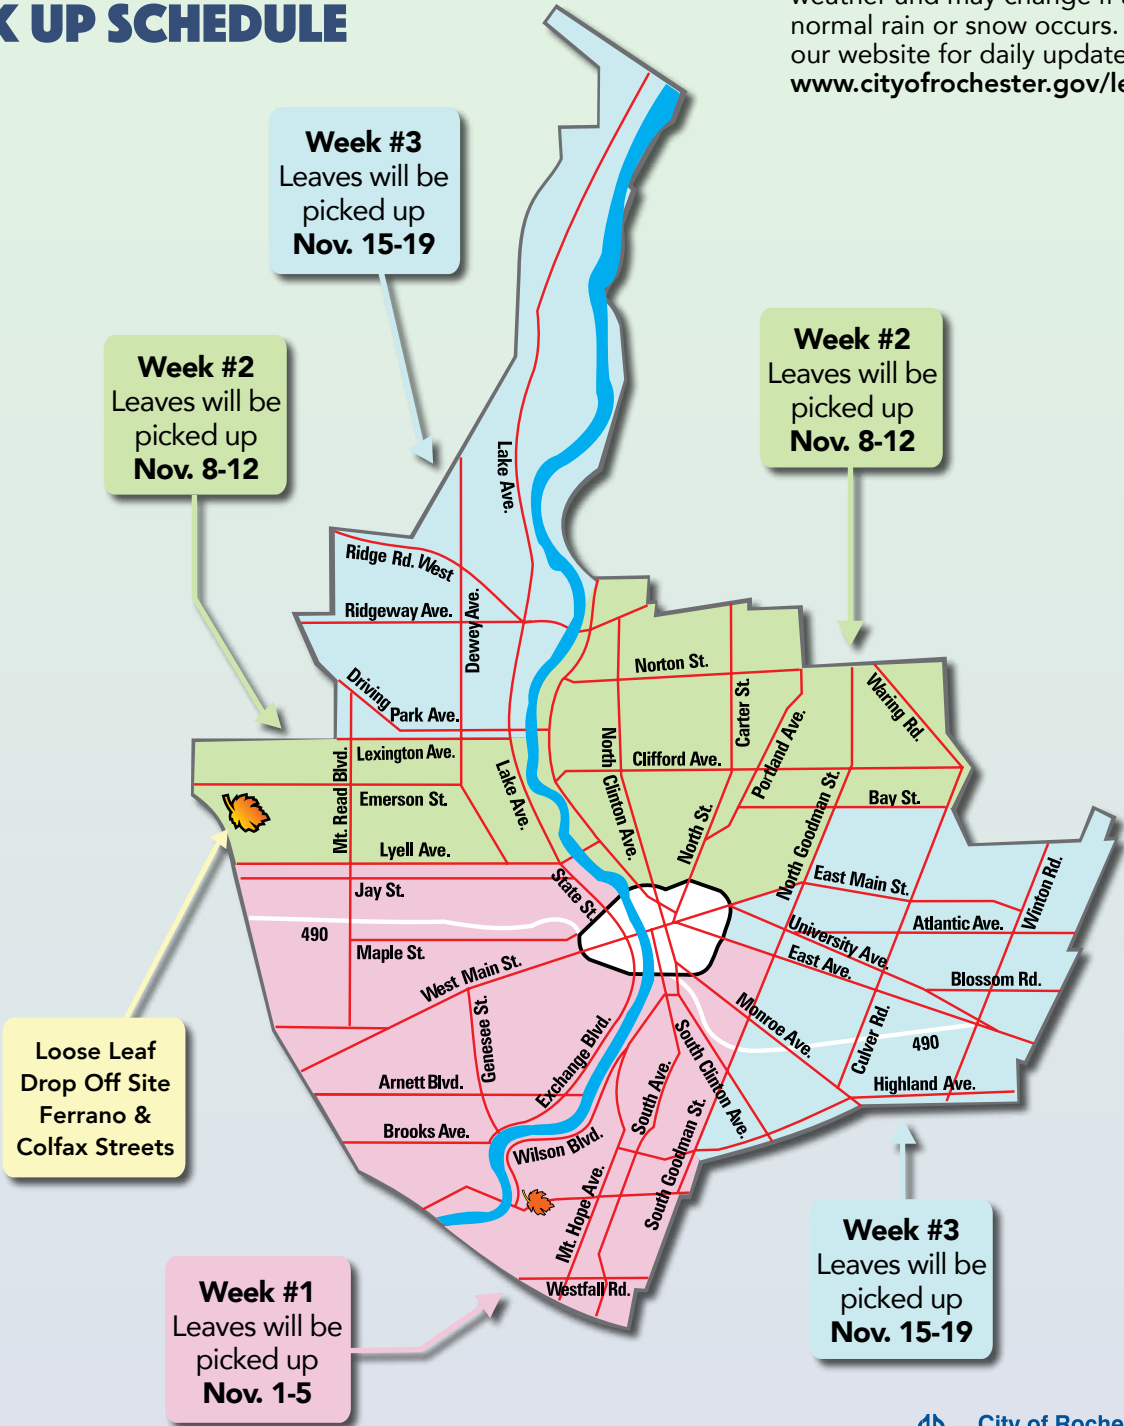 K UP SCHEDULE
normal rain or snow occurs.
our website for daily update
www.cityofrochester.gov/le
Week #3
Leaves will be
picked up
Nov. 15-19
Week #2
Leaves will be
picked up
Nov. 8-12
Week #2
Leaves will be
picked up
Nov. 8-12
Lake Ave.
Ridge Rd. West
Ridgeway Ave.
Dewey Ave.
Driving
Park Ave.
Norton St.
Carter St.
Waring Rd.
Portland Ave.
Mt. Read Blvd.
Lexington Ave.
Lake Ave.
North Clinton Ave.
Clifford Ave.
Emerson St.
Bay St.
North St.
North Goodman St.
Lyell Ave.
Jay St.
State St.
East Main St.
Winton Rd.
490
Maple St.
West Main St.
University Ave.
Atlantic Ave.
East Ave.
Blossom Rd.
Genesee St.
Exchange Blvd.
Monroe Ave.
Culver Rd.
490
South Clinton Ave.
South Ave.
Highland Ave.
Arnett Blvd.
Brooks Ave.
Wilson Blvd.
South Goodman St.
Mt. Hope Ave.
Westfall Rd.
Loose Leaf
Drop Off Site
Ferrano &
Colfax Streets
Week #1
Leaves will be
picked up
Nov. 1-5
Week #3
Leaves will be
picked up
Nov. 15-19
City of Roche